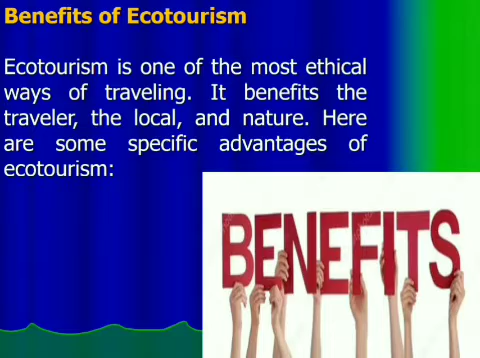 Benefits of Ecotourism
Ecotourism is one of the most ethical
ways of traveling. It benefits the
traveler, the local, and nature. Here
are some specific advantages of
ecotourism:
BENEFITS